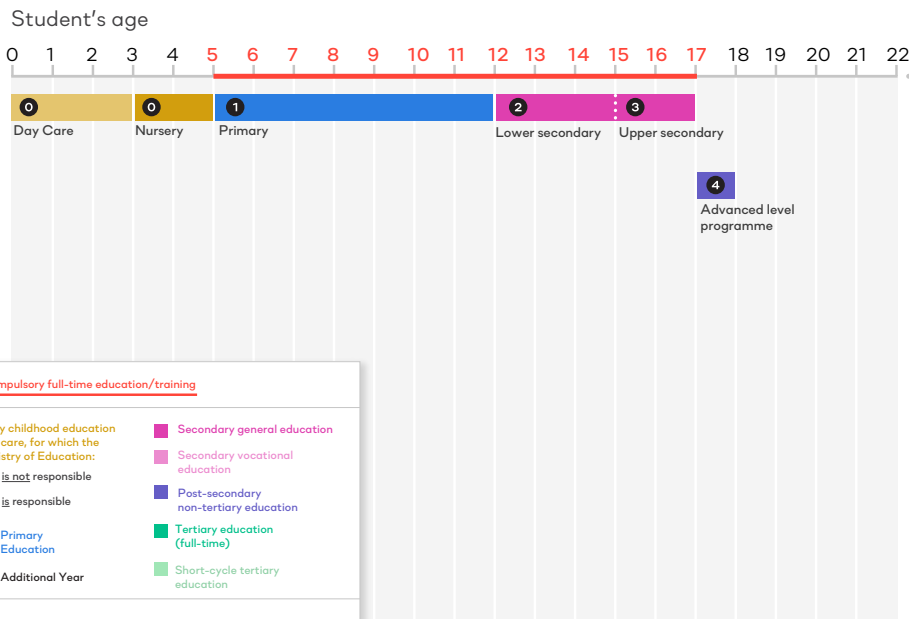 Student's age
0 1 2 3 4 5 6 7 8 9 10 11 12 13 14 15 16 17 18 19 20 21 22
0 0 1 2 3
Day Care Nursery Primary Lower secondary Upper secondary
4
Advanced level
programme
mpulsory full-time education/training
y childhood education
care, for which the
stry of Education:
is not responsible
is responsible
Primary
Education
Additional Year
Secondary general education
Secondary vocational
education
Post-secondary
non-tertiary education
Tertiary education
(full-time)
Short-cycle tertiary
education